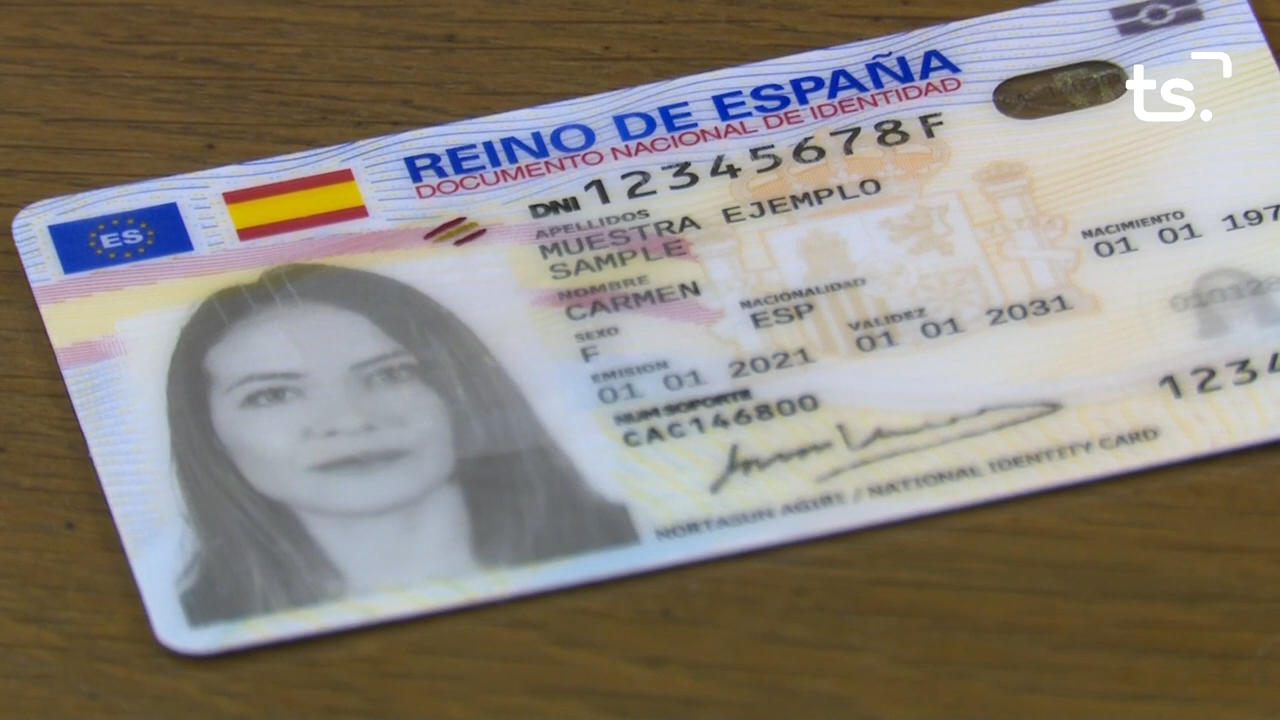 ts.
REINO DE ESPAÑA
DOCUMENTO NACIONAL DE IDENTIDAD
ES
DNI 12345678F
APELLIDOS
MUESTRA EJEMPLO
SAMPLE
NOMBRE
CARMEN
SEXO
F
NACIONALIDAD
ESP
NACIMIENTO
01 01 197
EMISION
01 01 2021
VALIDEZ
01 01 2031
NUM SOPORTE
CAC146800
1234
NORTASUN AGIRI / NATIONAL IDENTITY CARD